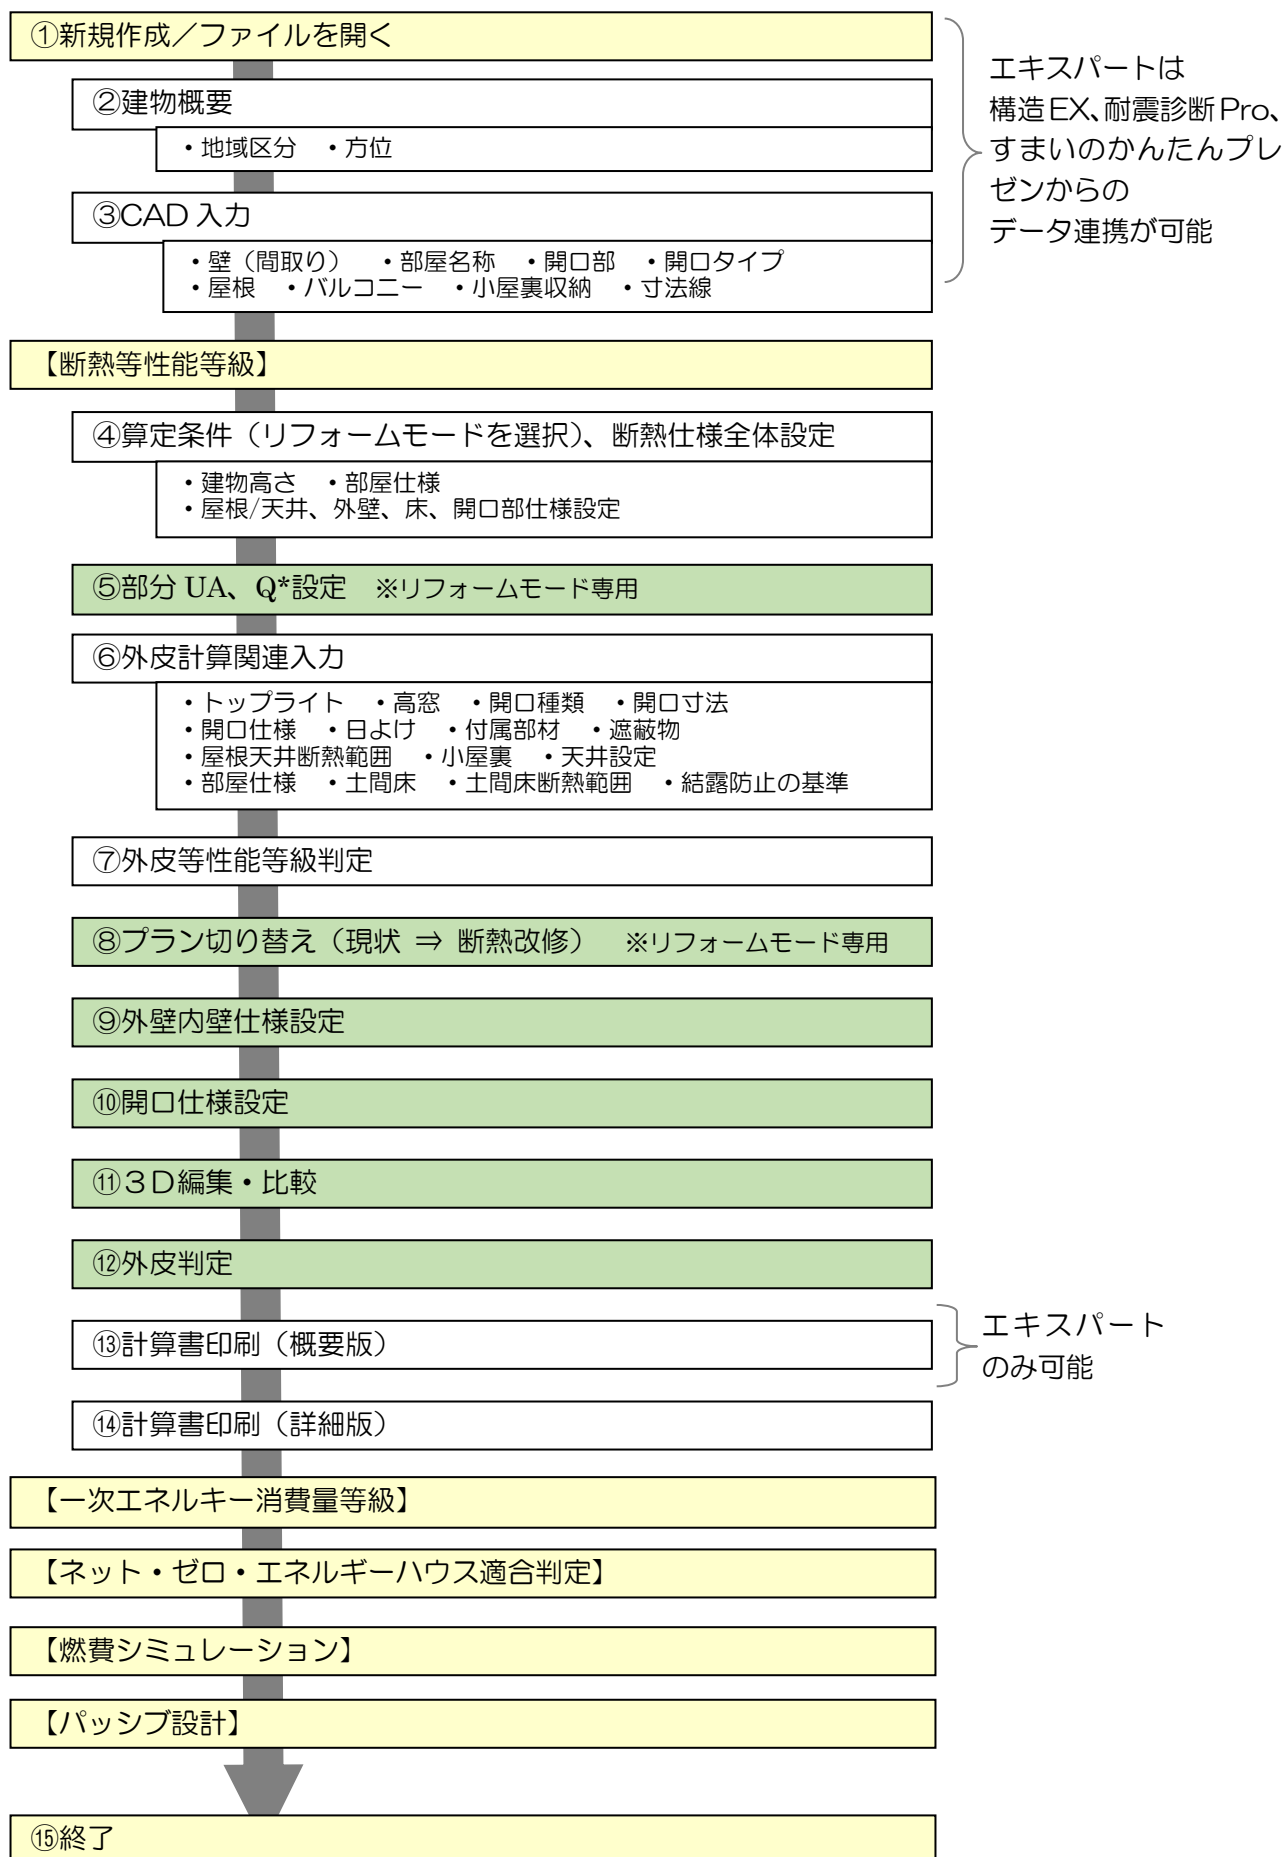 ①新規作成／ファイルを開く
エキスパートは
構造EX、耐震診断Pro、
すまいのかんたんプレ
ゼンからの
データ連携が可能
②建物概要
・地域区分　・方位
③CAD 入力
・壁（間取り）　・部屋名称　・開口部　・開口タイプ
・屋根　・バルコニー　・小屋裏収納　・寸法線
【断熱等性能等級】
④算定条件（リフォームモードを選択）、断熱仕様全体設定
・建物高さ　・部屋仕様
・屋根/天井、外壁、床、開口部仕様設定
⑤部分 UA、Q*設定　※リフォームモード専用
⑥外皮計算関連入力
・トップライト　・高窓　・開口種類　・開口寸法
・開口仕様　・日よけ　・付属部材　・遮蔽物
・屋根天井断熱範囲　・小屋裏　・天井設定
・部屋仕様　・土間床　・土間床断熱範囲　・結露防止の基準
⑦外皮等性能等級判定
⑧プラン切り替え（現状 ⇒ 断熱改修）　※リフォームモード専用
⑨外壁内壁仕様設定
⑩開口仕様設定
⑪３Ｄ編集・比較
⑫外皮判定
⑬計算書印刷（概要版）
エキスパート
のみ可能
⑭計算書印刷（詳細版）
【一次エネルキー消費量等級】
【ネット・ゼロ・エネルギーハウス適合判定】
【燃費シミュレーション】
【パッシブ設計】
⑮終了